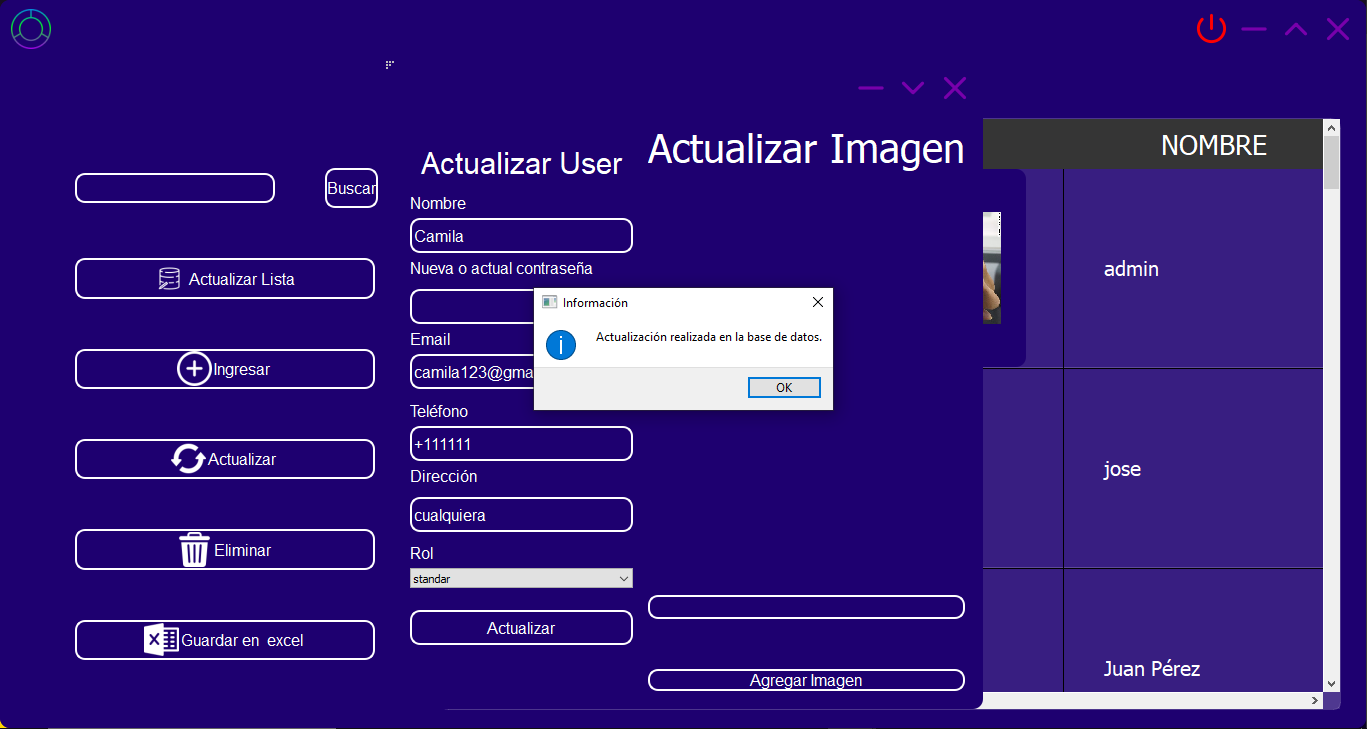 Buscar
Actualizar Lista
Ingresar
Actualizar
Eliminar
Guardar en excel
Actualizar User
Nombre
Camila
Nueva o actual contraseña
Email
camila123@gma
Teléfono
+111111
Dirección
cualquiera
Rol
standar
Actualizar
Actualizar Imagen
Agregar Imagen
Información
Actualización realizada en la base de datos.
OK
NOMBRE
admin
jose
Juan Pérez